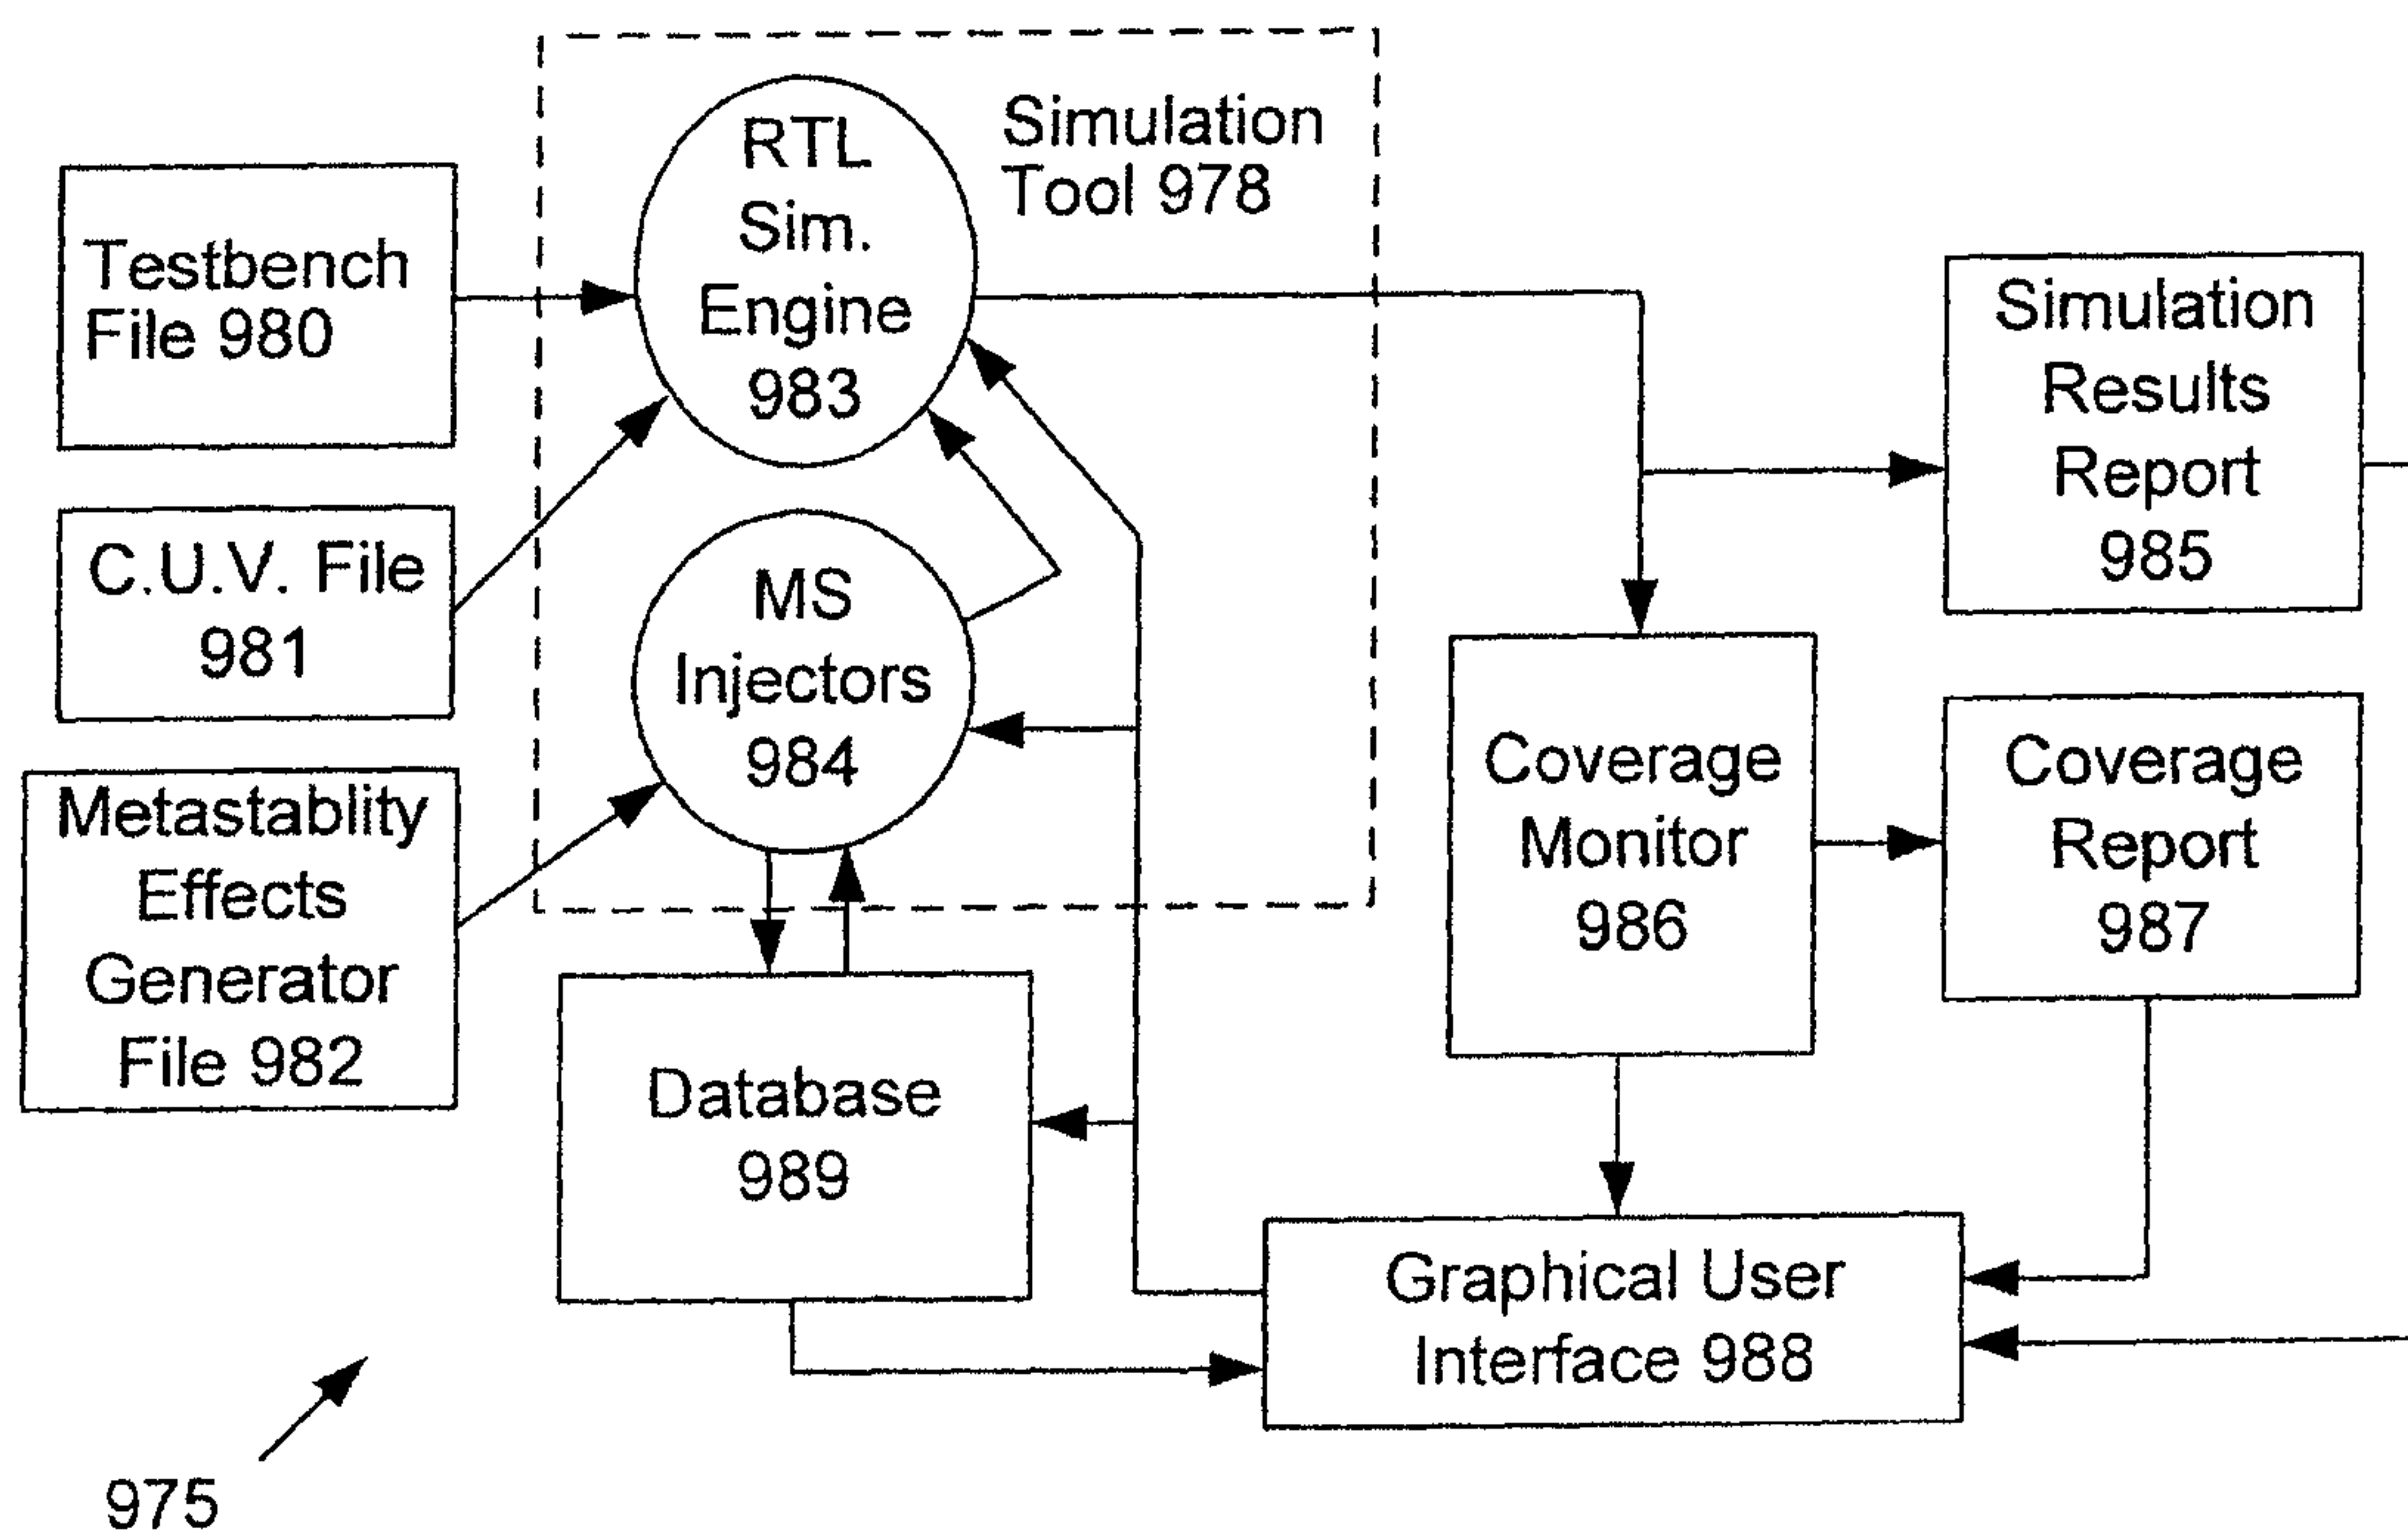 Simulation
Tool 978
RTL
Sim.
Engine
983
Testbench
File 980
C.U.V. File
981
MS
Injectors
984
Metastablity
Effects
Generator
File 982
Database
989
Simulation
Results
Report
985
Coverage
Monitor
986
Coverage
Report
987
Graphical User
Interface 988
975